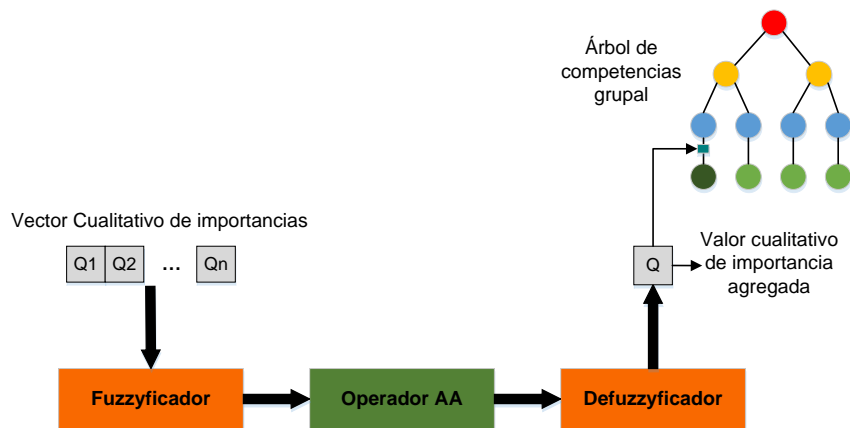 Árbol de
competencias
grupal
Vector Cualitativo de importancias
Q1 Q2 ... Qn
Q
Valor cualitativo
de importancia
agregada
Fuzzyficador
Operador AA
Defuzzyficador